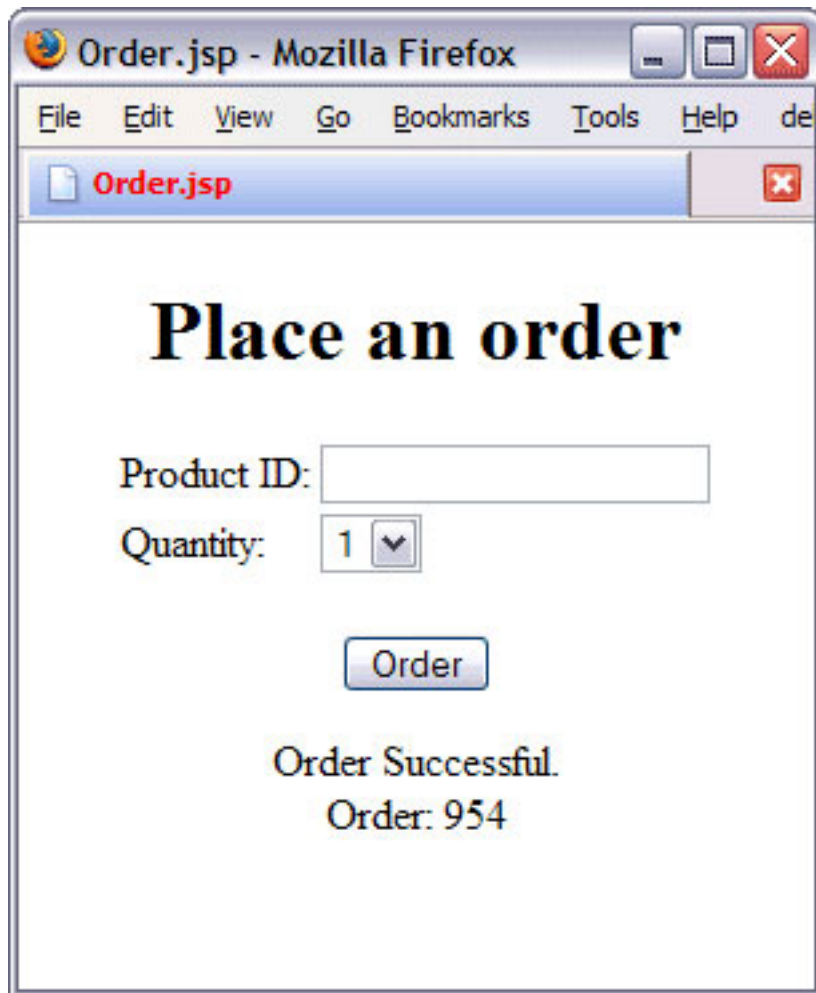 Order.jsp - Mozilla Firefox
File Edit View Go Bookmarks Tools Help
Order.jsp
Place an order
Product ID:
Quantity: 1
Order
Order Successful.
Order: 954